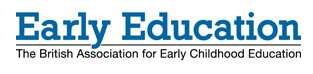 Early Education
The British Association for Early Childhood Education